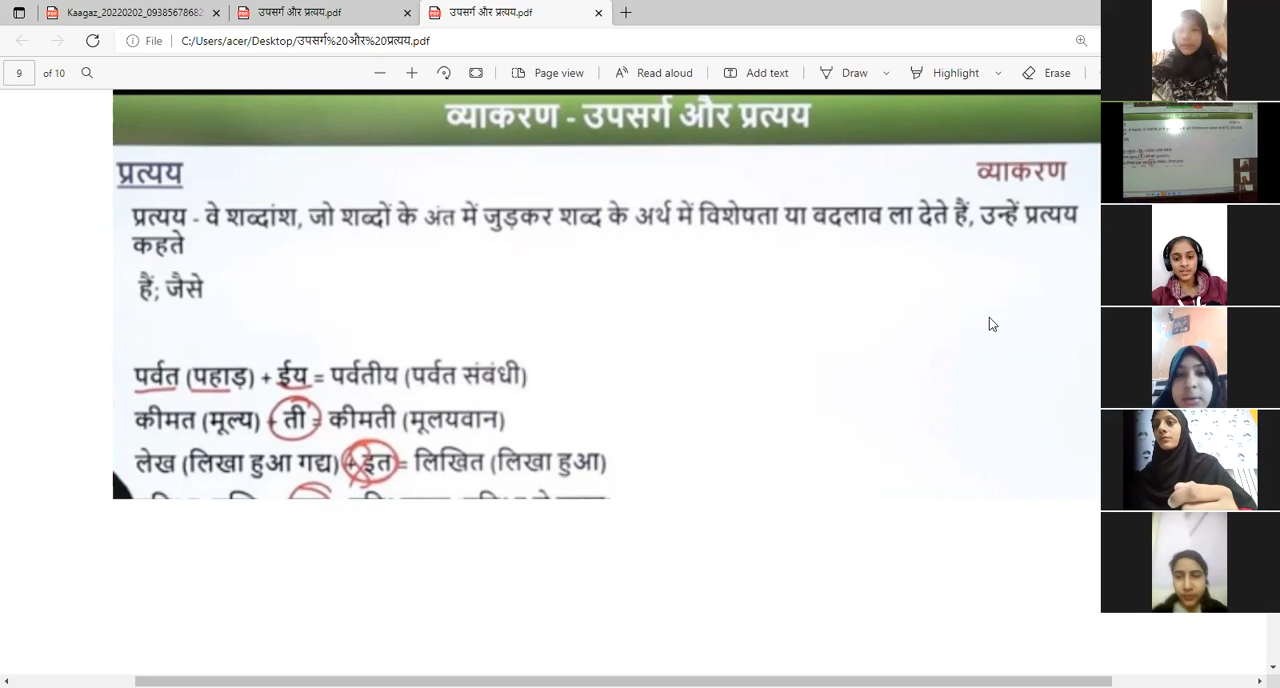 Kaagaz_20220202_09385678682
उपसर्ग और प्रत्यय.pdf
उपसर्ग और प्रत्यय.pdf
File
C:/Users/acer/Desktop/उपसर्ग%20और%20प्रत्यय.pdf
9 of 10
Page view
Read aloud
Add text
Draw
Highlight
Erase
व्याकरण - उपसर्ग और प्रत्यय
प्रत्यय
व्याकरण
प्रत्यय - वे शब्दांश, जो शब्दों के अंत में जुड़कर शब्द के अर्थ में विशेषता या बदलाव ला देते हैं, उन्हें प्रत्यय
कहते
हैं; जैसे
पर्वत (पहाड़) + ईय = पर्वतीय (पर्वत संबंधी)
कीमत (मूल्य) + ती = कीमती (मूलयवान)
लेख (लिखा हुआ गद्य) + इत = लिखित (लिखा हुआ)